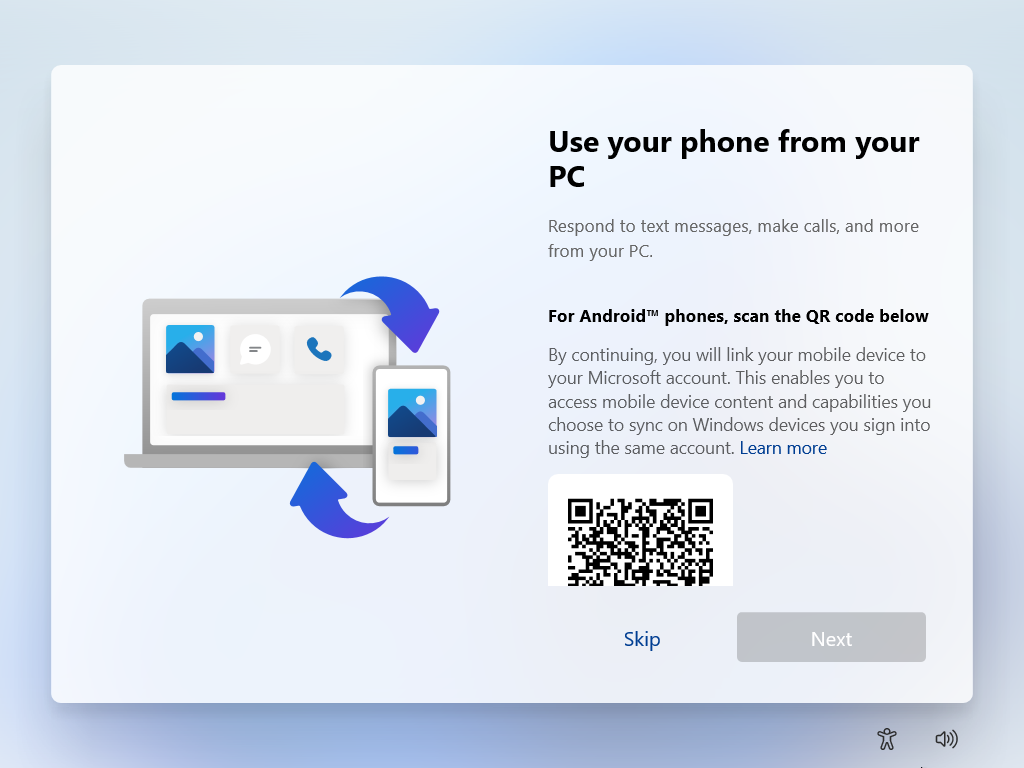 Use your phone from your
PC
Respond to text messages, make calls, and more
from your PC.
For Android™ phones, scan the QR code below
By continuing, you will link your mobile device to
your Microsoft account. This enables you to
access mobile device content and capabilities you
choose to sync on Windows devices you sign into
using the same account. Learn more
Skip
Next